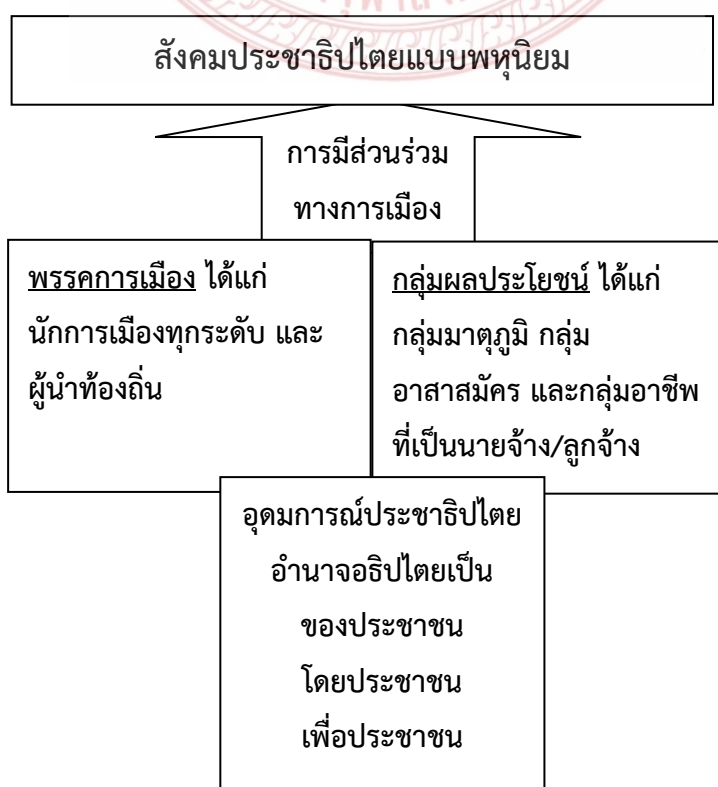 สังคมประชาธิปไตยแบบพหุนิยม
การมีส่วนร่วม
ทางการเมือง
พรรคการเมือง ได้แก่
นักการเมืองทุกระดับ และ
ผู้นำท้องถิ่น
กลุ่มผลประโยชน์ ได้แก่
กลุ่มมาตุภูมิ กลุ่ม
อาสาสมัคร และกลุ่มอาชีพ
ที่เป็นนายจ้าง/ลูกจ้าง
อุดมการณ์ประชาธิปไตย
อำนาจอธิปไตยเป็น
ของประชาชน
โดยประชาชน
เพื่อประชาชน